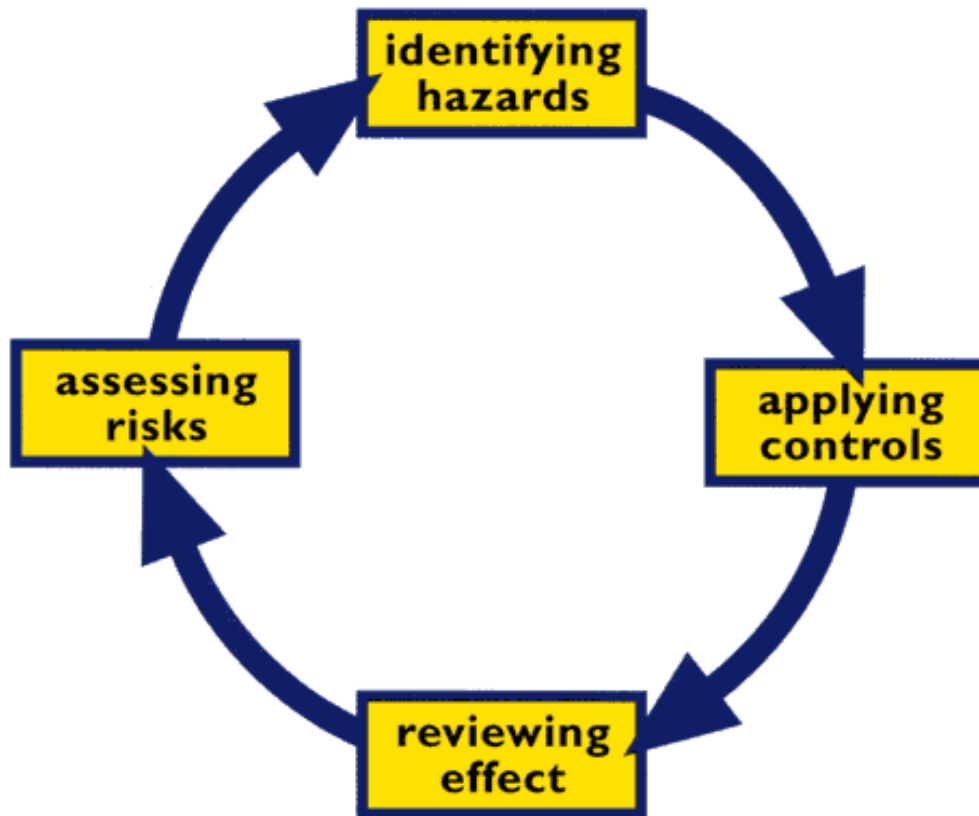 identifying
hazards
applying
controls
reviewing
effect
assessing
risks